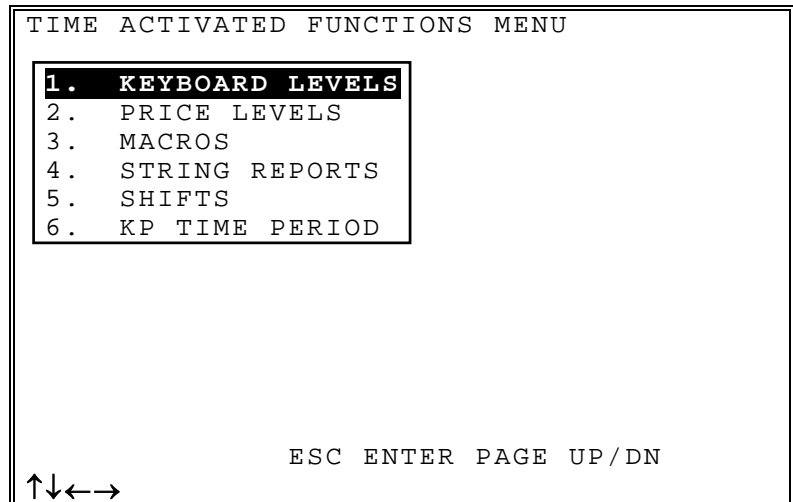 TIME ACTIVATED FUNCTIONS MENU
1. KEYBOARD LEVELS
2. PRICE LEVELS
3. MACROS
4. STRING REPORTS
5. SHIFTS
6. KP TIME PERIOD
ESC ENTER PAGE UP/DN
↑↓←→